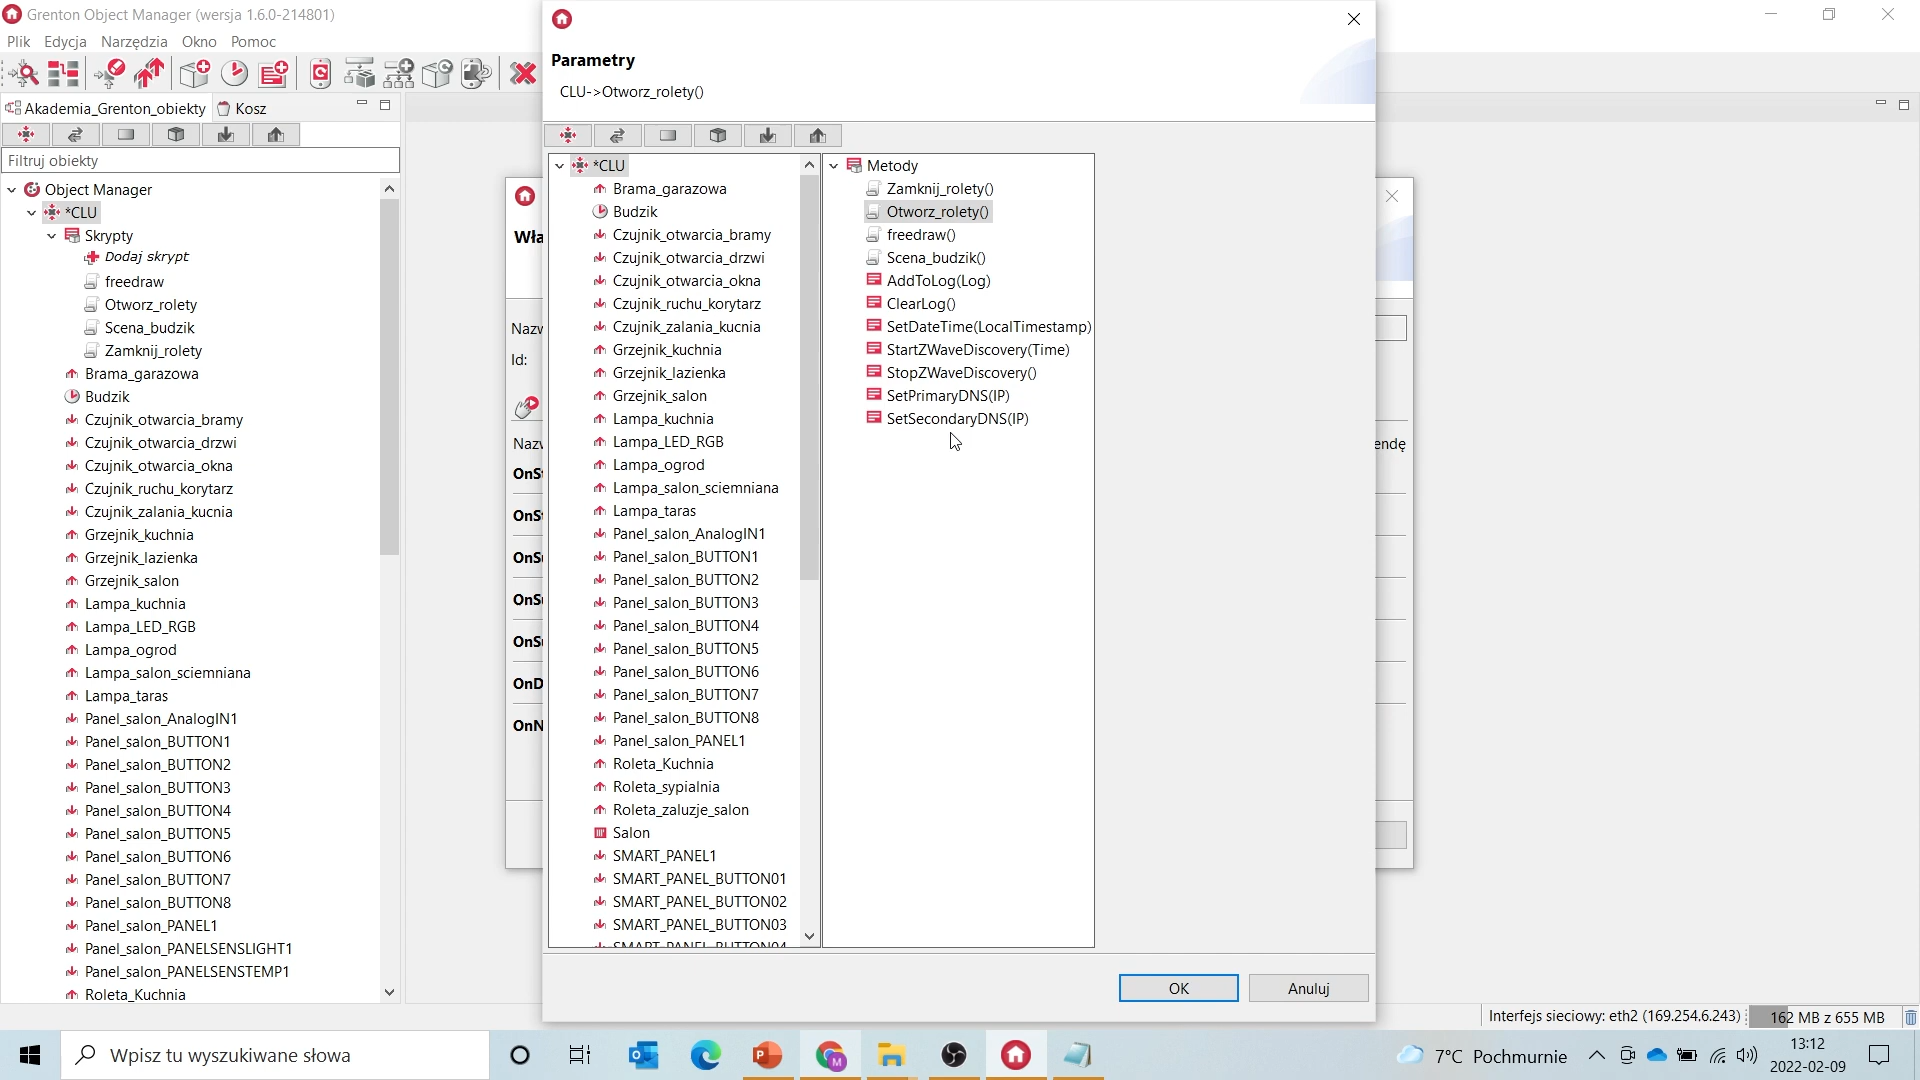 Grenton Object Manager (wersja 1.6.0-214801)
Plik Edycja Narzędzia Okno Pomoc
Akademia_Grenton_obiekty
Kosz
Filtruj obiekty
Object Manager
*CLU
Skrypty
Dodaj skrypt
freedraw
Otworz_rolety
Scena_budzik
Zamknij_rolety
Brama_garazowa
Budzik
Czujnik_otwarcia_bramy
Czujnik_otwarcia_drzwi
Czujnik_otwarcia_okna
Czujnik_ruchu_korytarz
Czujnik_zalania_kucnia
Grzejnik_kuchnia
Grzejnik_lazienka
Grzejnik_salon
Lampa_kuchnia
Lampa_LED_RGB
Lampa_ogrod
Lampa_salon_sciemniana
Lampa_taras
Panel_salon_AnalogIN1
Panel_salon_BUTTON1
Panel_salon_BUTTON2
Panel_salon_BUTTON3
Panel_salon_BUTTON4
Panel_salon_BUTTON5
Panel_salon_BUTTON6
Panel_salon_BUTTON7
Panel_salon_BUTTON8
Panel_salon_PANEL1
Panel_salon_PANELSENSLIGHT1
Panel_salon_PANELSENSTEMP1
Roleta_Kuchnia
Id:
Parametry
CLU->Otworz_rolety()
*CLU
Brama_garazowa
Budzik
Czujnik_otwarcia_bramy
Czujnik_otwarcia_drzwi
Czujnik_otwarcia_okna
Czujnik_ruchu_korytarz
Czujnik_zalania_kucnia
Grzejnik_kuchnia
Grzejnik_lazienka
Grzejnik_salon
Lampa_kuchnia
Lampa_LED_RGB
Lampa_ogrod
Lampa_salon_sciemniana
Lampa_taras
Panel_salon_AnalogIN1
Panel_salon_BUTTON1
Panel_salon_BUTTON2
Panel_salon_BUTTON3
Panel_salon_BUTTON4
Panel_salon_BUTTON5
Panel_salon_BUTTON6
Panel_salon_BUTTON7
Panel_salon_BUTTON8
Panel_salon_PANEL1
Roleta_Kuchnia
Roleta_sypialnia
Roleta_zaluzje_salon
Salon
SMART_PANEL1
SMART_PANEL_BUTTON01
SMART_PANEL_BUTTON02
SMART_PANEL_BUTTON03
SMART_PANEL_BUTTON04
Metody
Zamknij_rolety()
Otworz_rolety()
freedraw()
Scena_budzik()
AddToLog(Log)
ClearLog()
SetDateTime(LocalTimestamp)
StartZWaveDiscovery(Time)
StopZWaveDiscovery()
SetPrimaryDNS(IP)
SetSecondaryDNS(IP)
OK
Anuluj
Interfejs sieciowy: eth2 (169.254.6.243)
162 MB z 655 MB
Wpisz tu wyszukiwane słowa
7°C Pochmurnie
13:12
2022-02-09